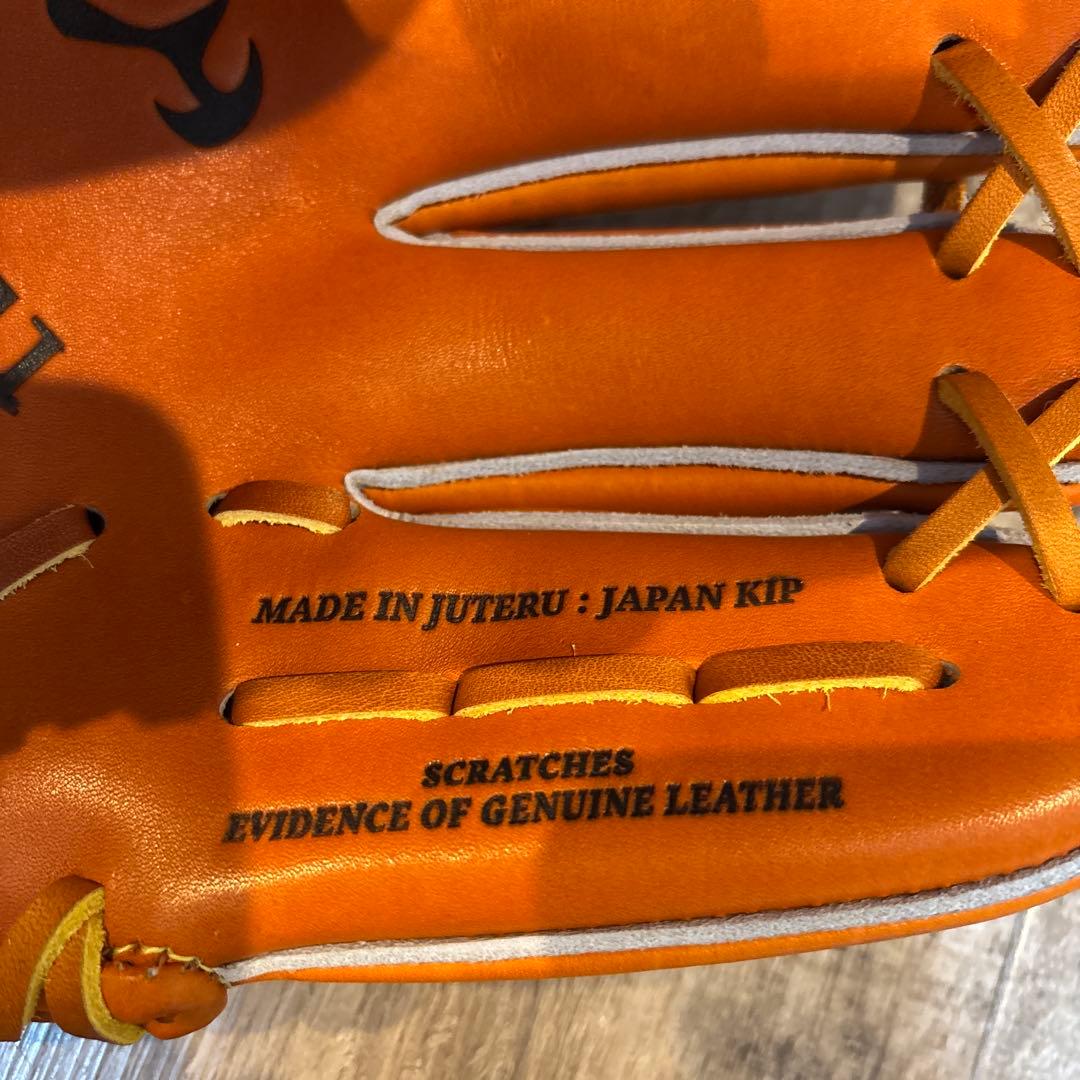 MADE IN JUTERU : JAPAN KIP
SCRATCHES
EVIDENCE OF GENUINE LEATHER